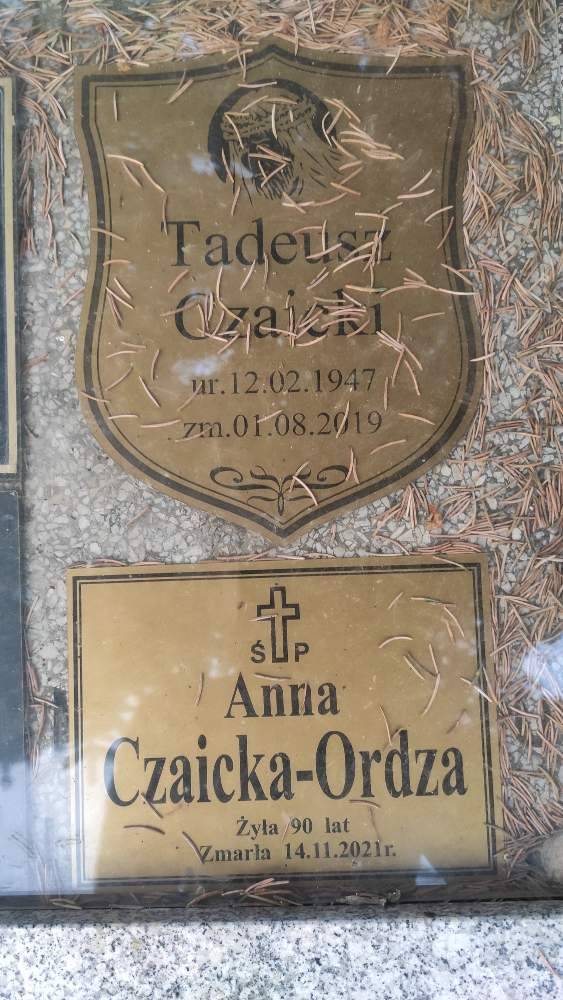 Tadeusz
Czaicki
ur.12.02.1947
zm.01.08.2019
Ś P
Anna
Czaicka-Ordza
Żyła 90 lat
Zmarła 14.11.2021r.